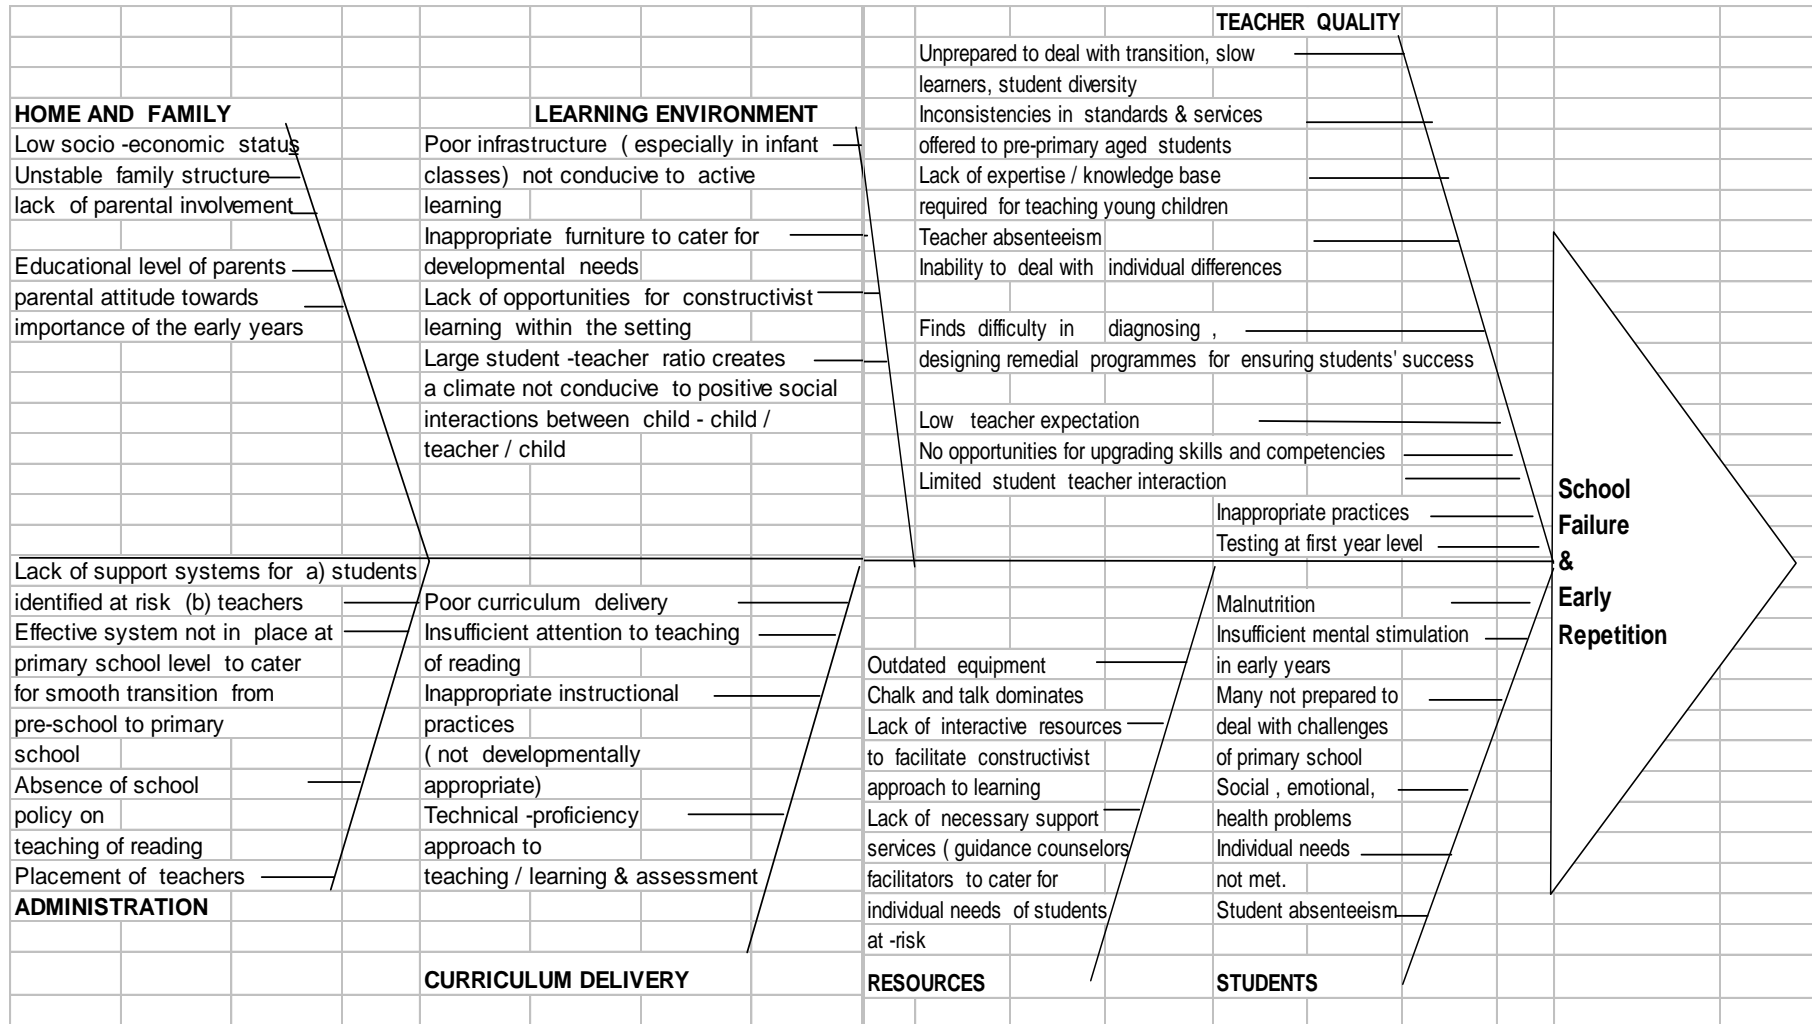 HOME AND FAMILY
Low socio -economic status
Unstable family structure
lack of parental involvement
Educational level of parents
parental attitude towards
importance of the early years
LEARNING ENVIRONMENT
Poor infrastructure ( especially in infant
classes) not conducive to active
learning
Inappropriate furniture to cater for
developmental needs
Lack of opportunities for constructivist
learning within the setting
Large student -teacher ratio creates
a climate not conducive to positive social
interactions between child - child /
teacher / child
TEACHER QUALITY
Unprepared to deal with transition, slow
learners, student diversity
Inconsistencies in standards & services
offered to pre-primary aged students
Lack of expertise / knowledge base
required for teaching young children
Teacher absenteeism
Inability to deal with individual differences
Finds difficulty in diagnosing ,
designing remedial programmes for ensuring students' success
Low teacher expectation
No opportunities for upgrading skills and competencies
Limited student teacher interaction
Inappropriate practices
Testing at first year level
School
Failure
&
Early
Repetition
Lack of support systems for a) students
identified at risk (b) teachers
Effective system not in place at
primary school level to cater
for smooth transition from
pre-school to primary
school
Absence of school
policy on
teaching of reading
Placement of teachers
ADMINISTRATION
Poor curriculum delivery
Insufficient attention to teaching
of reading
Inappropriate instructional
practices
( not developmentally
appropriate)
Technical -proficiency
approach to
teaching / learning & assessment
CURRICULUM DELIVERY
Outdated equipment
Chalk and talk dominates
Lack of interactive resources
to facilitate constructivist
approach to learning
Lack of necessary support
services ( guidance counselors
facilitators to cater for
individual needs of students
at -risk
RESOURCES
Malnutrition
Insufficient mental stimulation
in early years
Many not prepared to
deal with challenges
of primary school
Social , emotional,
health problems
Individual needs
not met.
Student absenteeism
STUDENTS